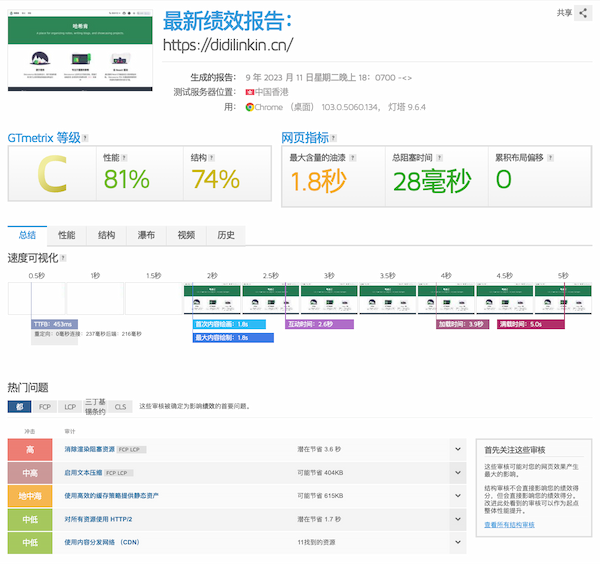 共享
最新绩效报告：
https://didilinkin.cn/
生成的报告： 9 年 2023 月 11 日星期二晚上 18：0700 -<>
测试服务器位置： 中国香港
用： Chrome （桌面） 103.0.5060.134， 灯塔 9.6.4
哈希肯
GTmetrix 等级 ?
网页指标 ?
C
性能 ?
81%
结构 ?
74%
最大含量的油漆 ?
1.8秒
总阻塞时间 ?
28毫秒
累积布局偏移 ?
0
总结 性能 结构 瀑布 视频 历史
速度可视化 ?
0.5秒 1秒 1.5秒 2秒 2.5秒 3秒 3.5秒 4秒 4.5秒 5秒
TTFB：453ms
重定向：0毫秒连接：237毫秒后端：216毫秒
首次内容绘画：1.8s
最大内容绘制：1.8s
互动时间：2.6秒
加载时间：3.9秒
满载时间：5.0s
热门问题
都 FCP LCP 三丁基锡条约 CLS 这些审核被确定为影响绩效的首要问题。
冲击 审计
高 消除渲染阻塞资源 FCP LCP 潜在节省 3.6 秒
中高 启用文本压缩 FCP LCP 可能节省 404KB
地中海 使用高效的缓存策略提供静态资产 可能节省 615KB
中低 对所有资源使用 HTTP/2 潜在节省 1.7 秒
中低 使用内容分发网络 （CDN） 11找到的资源
首先关注这些审核
这些审核可能对您的网页效果产生最大的影响。
结构审核不会直接影响您的绩效得分，但会直接影响您的绩效得分。改进此处看到的审核可以作为起点整体性能提升。
查看所有结构审核